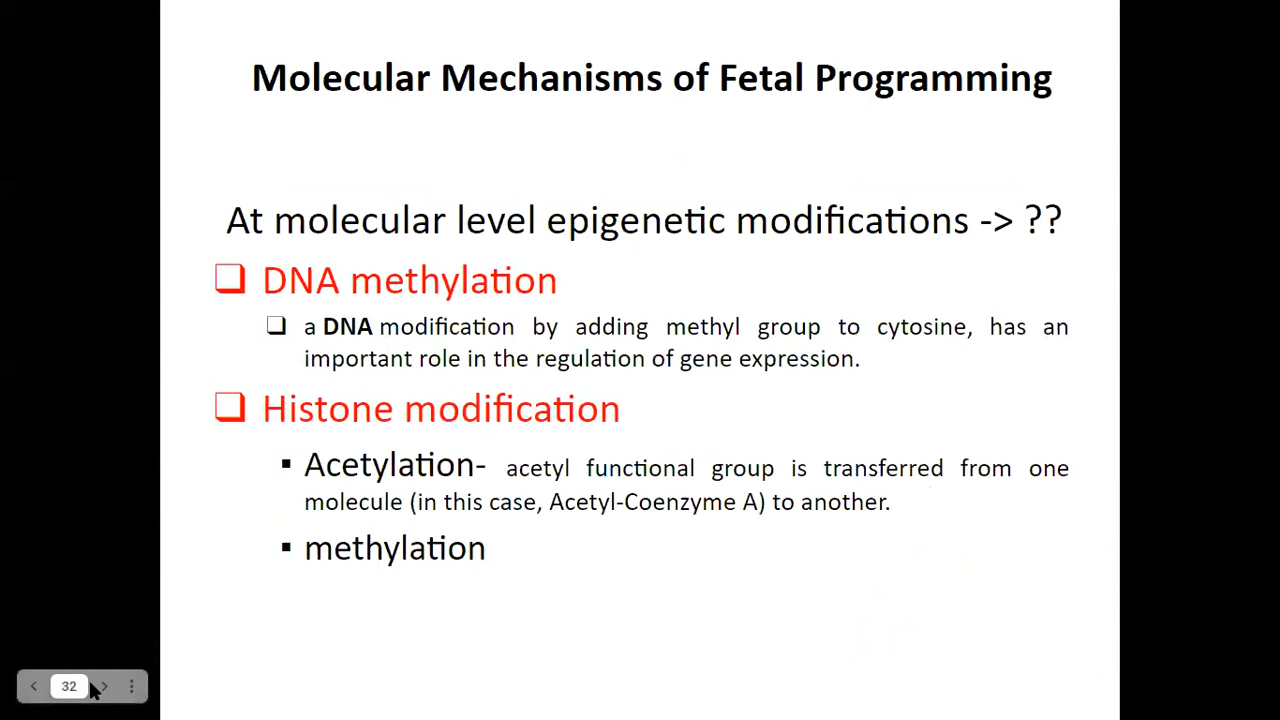 Molecular Mechanisms of Fetal Programming
At molecular level epigenetic modifications -> ??
❑ DNA methylation
❑ a DNA modification by adding methyl group to cytosine, has an
important role in the regulation of gene expression.
❑ Histone modification
▪ Acetylation- acetyl functional group is transferred from one
molecule (in this case, Acetyl-Coenzyme A) to another.
▪ methylation
32